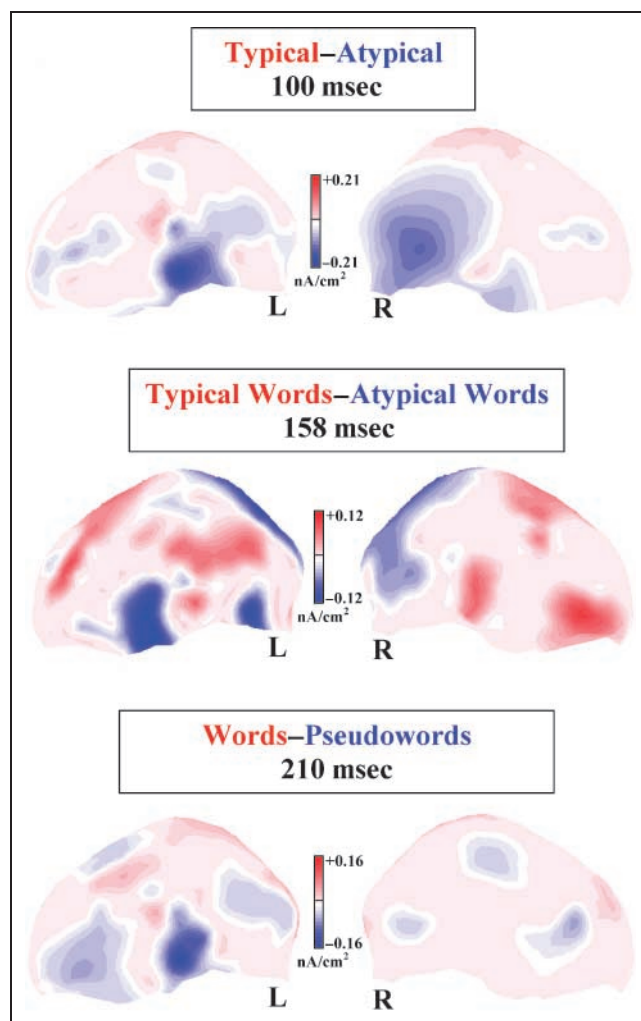 Typical–Atypical
100 msec
+0.21
−0.21
nA/cm²
L
R
Typical Words–Atypical Words
158 msec
+0.12
−0.12
nA/cm²
L
R
Words–Pseudowords
210 msec
+0.16
−0.16
nA/cm²
L
R